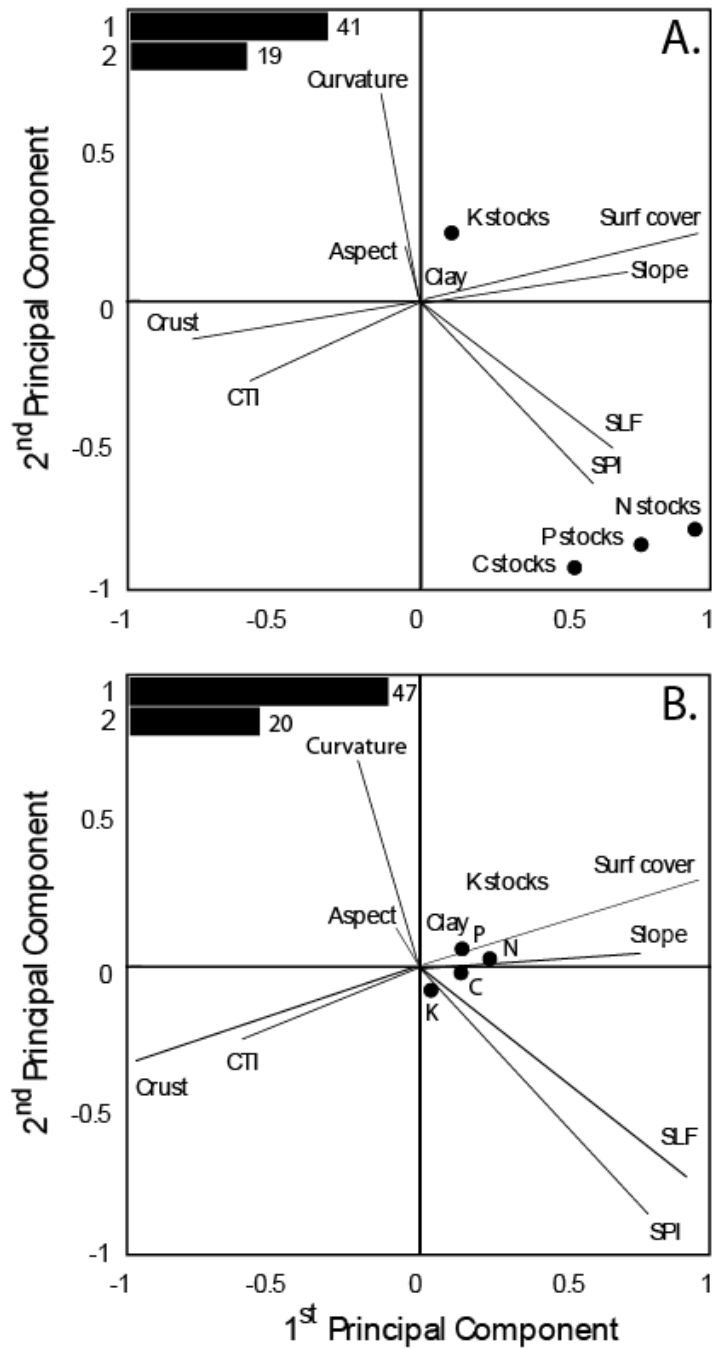 1 41 A.
2 19
Curvature
0.5
K stocks Surf cover
Aspect
Clay Slope
0
Crust
CTI
SLF
-0.5
SPI
N stocks
P stocks
C stocks
-1
-1 -0.5 0 0.5 1
2nd Principal Component
1 47 B.
2 20
Curvature
0.5
Surf cover
K stocks
Aspect Clay
P N Slope
0
C
K
CTI
Crust
-0.5
SLF
SPI
-1
-1 -0.5 0 0.5 1
2nd Principal Component
1st Principal Component